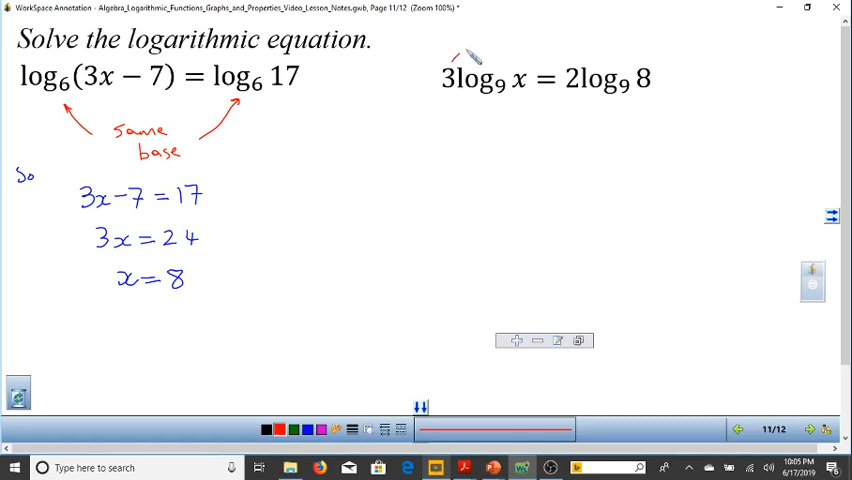 WorkSpace Annotation - Algebra_Logarithmic_Functions_Graphs_and_Properties_Video_Lesson_Notes.gwb, Page 11/12 (Zoom 100%) *
Solve the logarithmic equation.
log₆(3x − 7) = log₆ 17
same
base
So
3x−7 = 17
3x = 24
x = 8
3log₉ x = 2log₉ 8
11/12
Type here to search
10:05 PM
6/17/2019